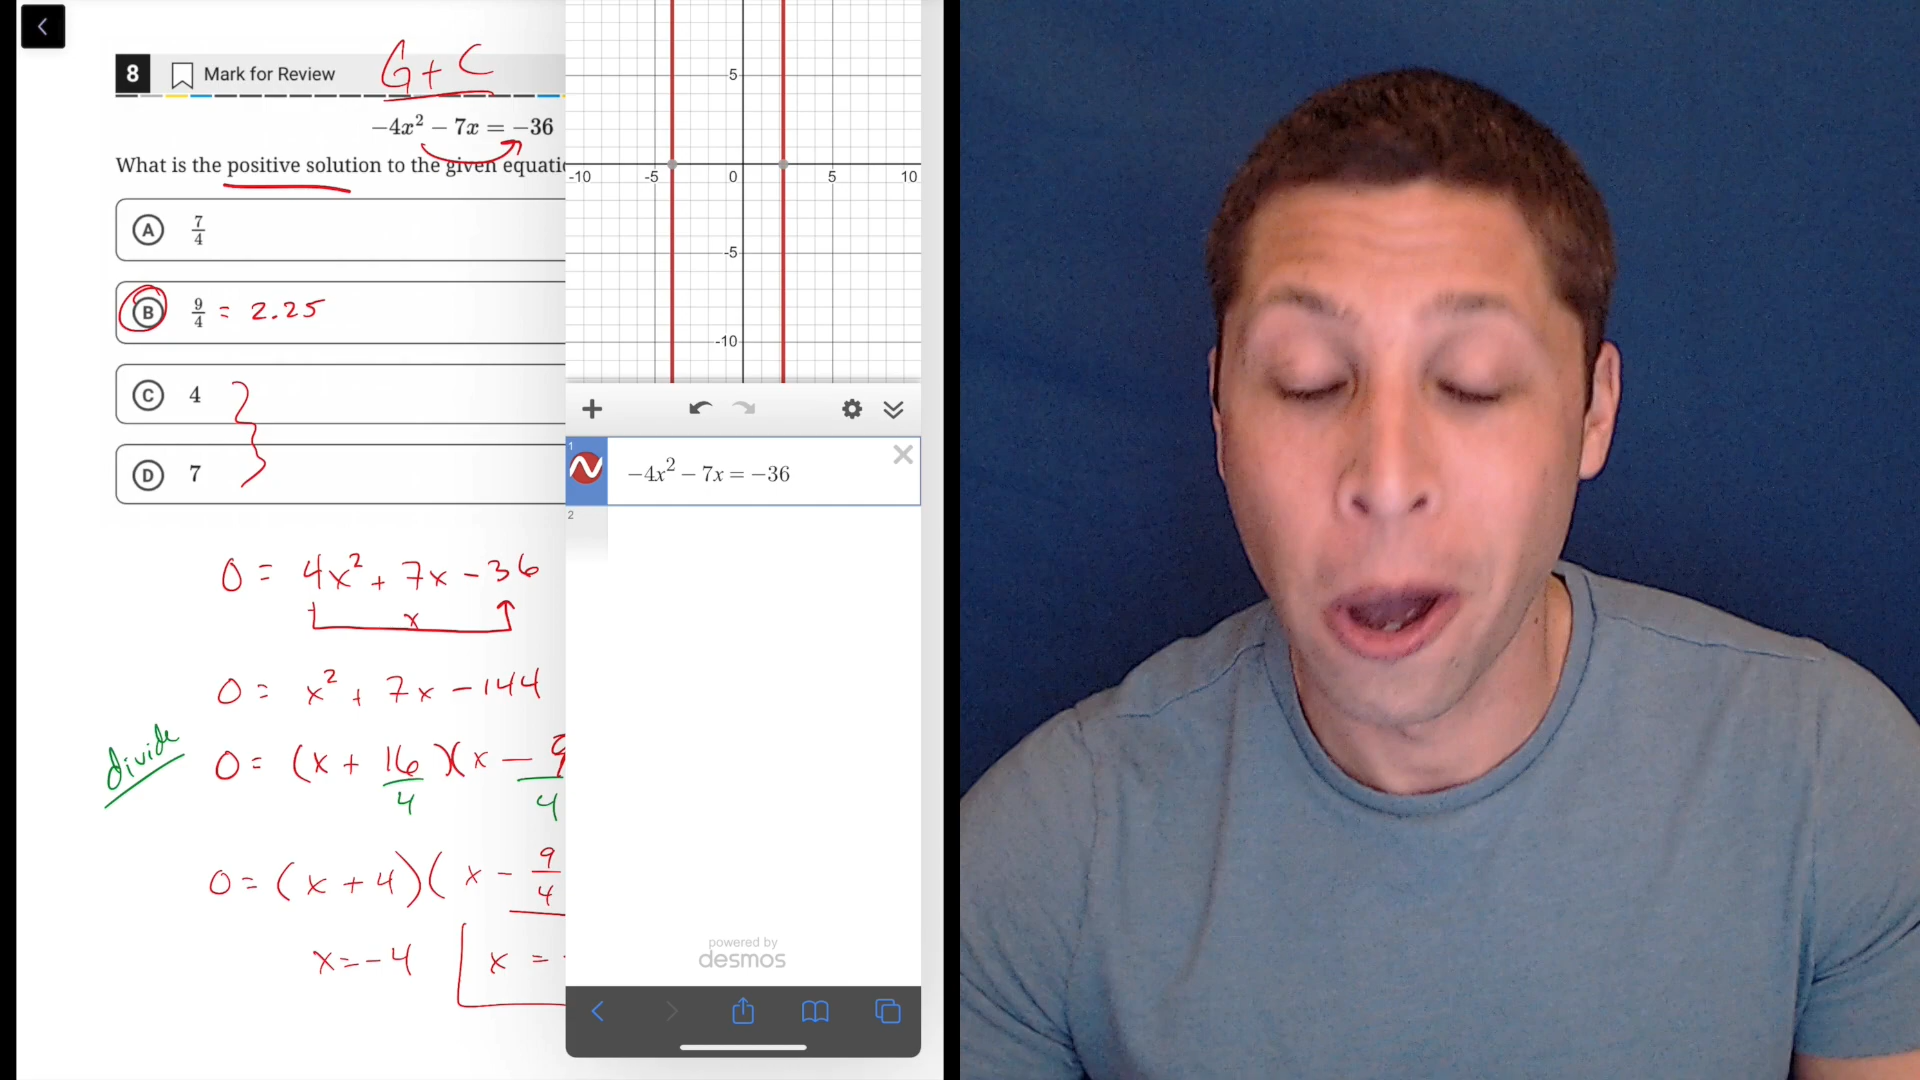 8 Mark for Review G + C
−4x² − 7x = −36
What is the positive solution to the given
A 7/4
B 9/4 = 2.25
C 4
D 7
0 = 4x² + 7x − 36
x
0 = x² + 7x − 144
divide
0 = (x + 16/4)(x − 9/4
0 = (x + 4)(x − 9/4
x = −4 x =
5
-10 -5 0 5 10
-5
-10
1
−4x² − 7x = −36
2
powered by
desmos